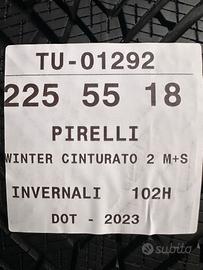 TU-01292
225 55 18
PIRELLI
WINTER CINTURATO 2 M+S
INVERNALI 102H
DOT - 2023
subito